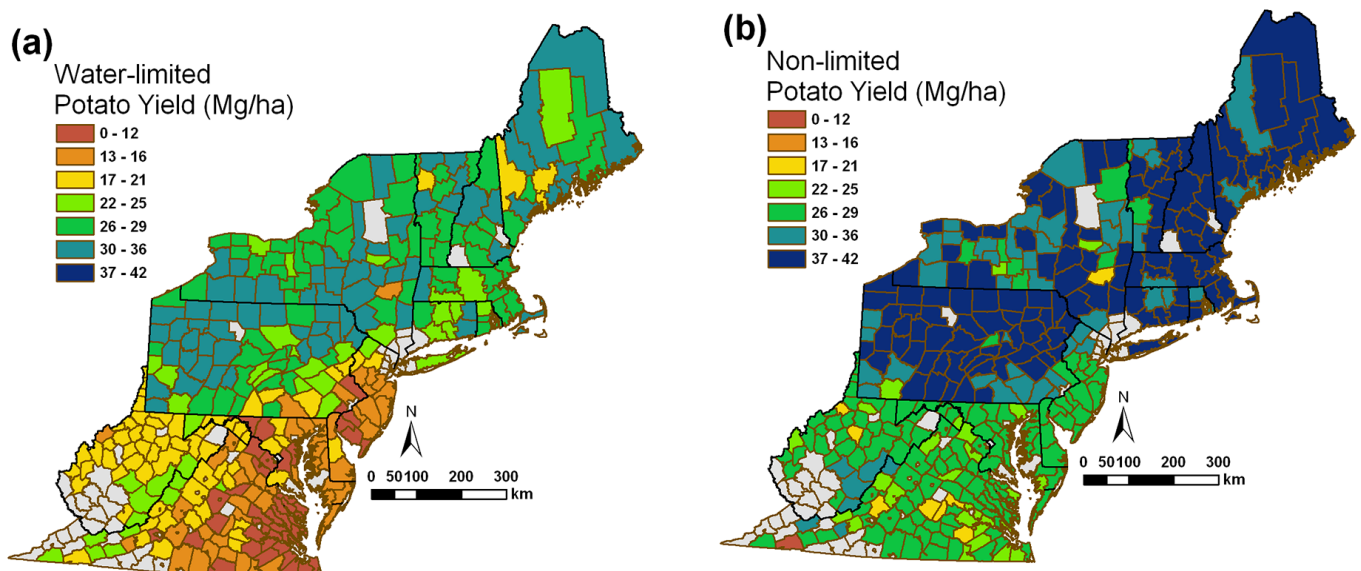 (a)
Water-limited
Potato Yield (Mg/ha)
0 - 12
13 - 16
17 - 21
22 - 25
26 - 29
30 - 36
37 - 42
N
0 50100 200 300
km
(b)
Non-limited
Potato Yield (Mg/ha)
0 - 12
13 - 16
17 - 21
22 - 25
26 - 29
30 - 36
37 - 42
N
0 50100 200 300
km